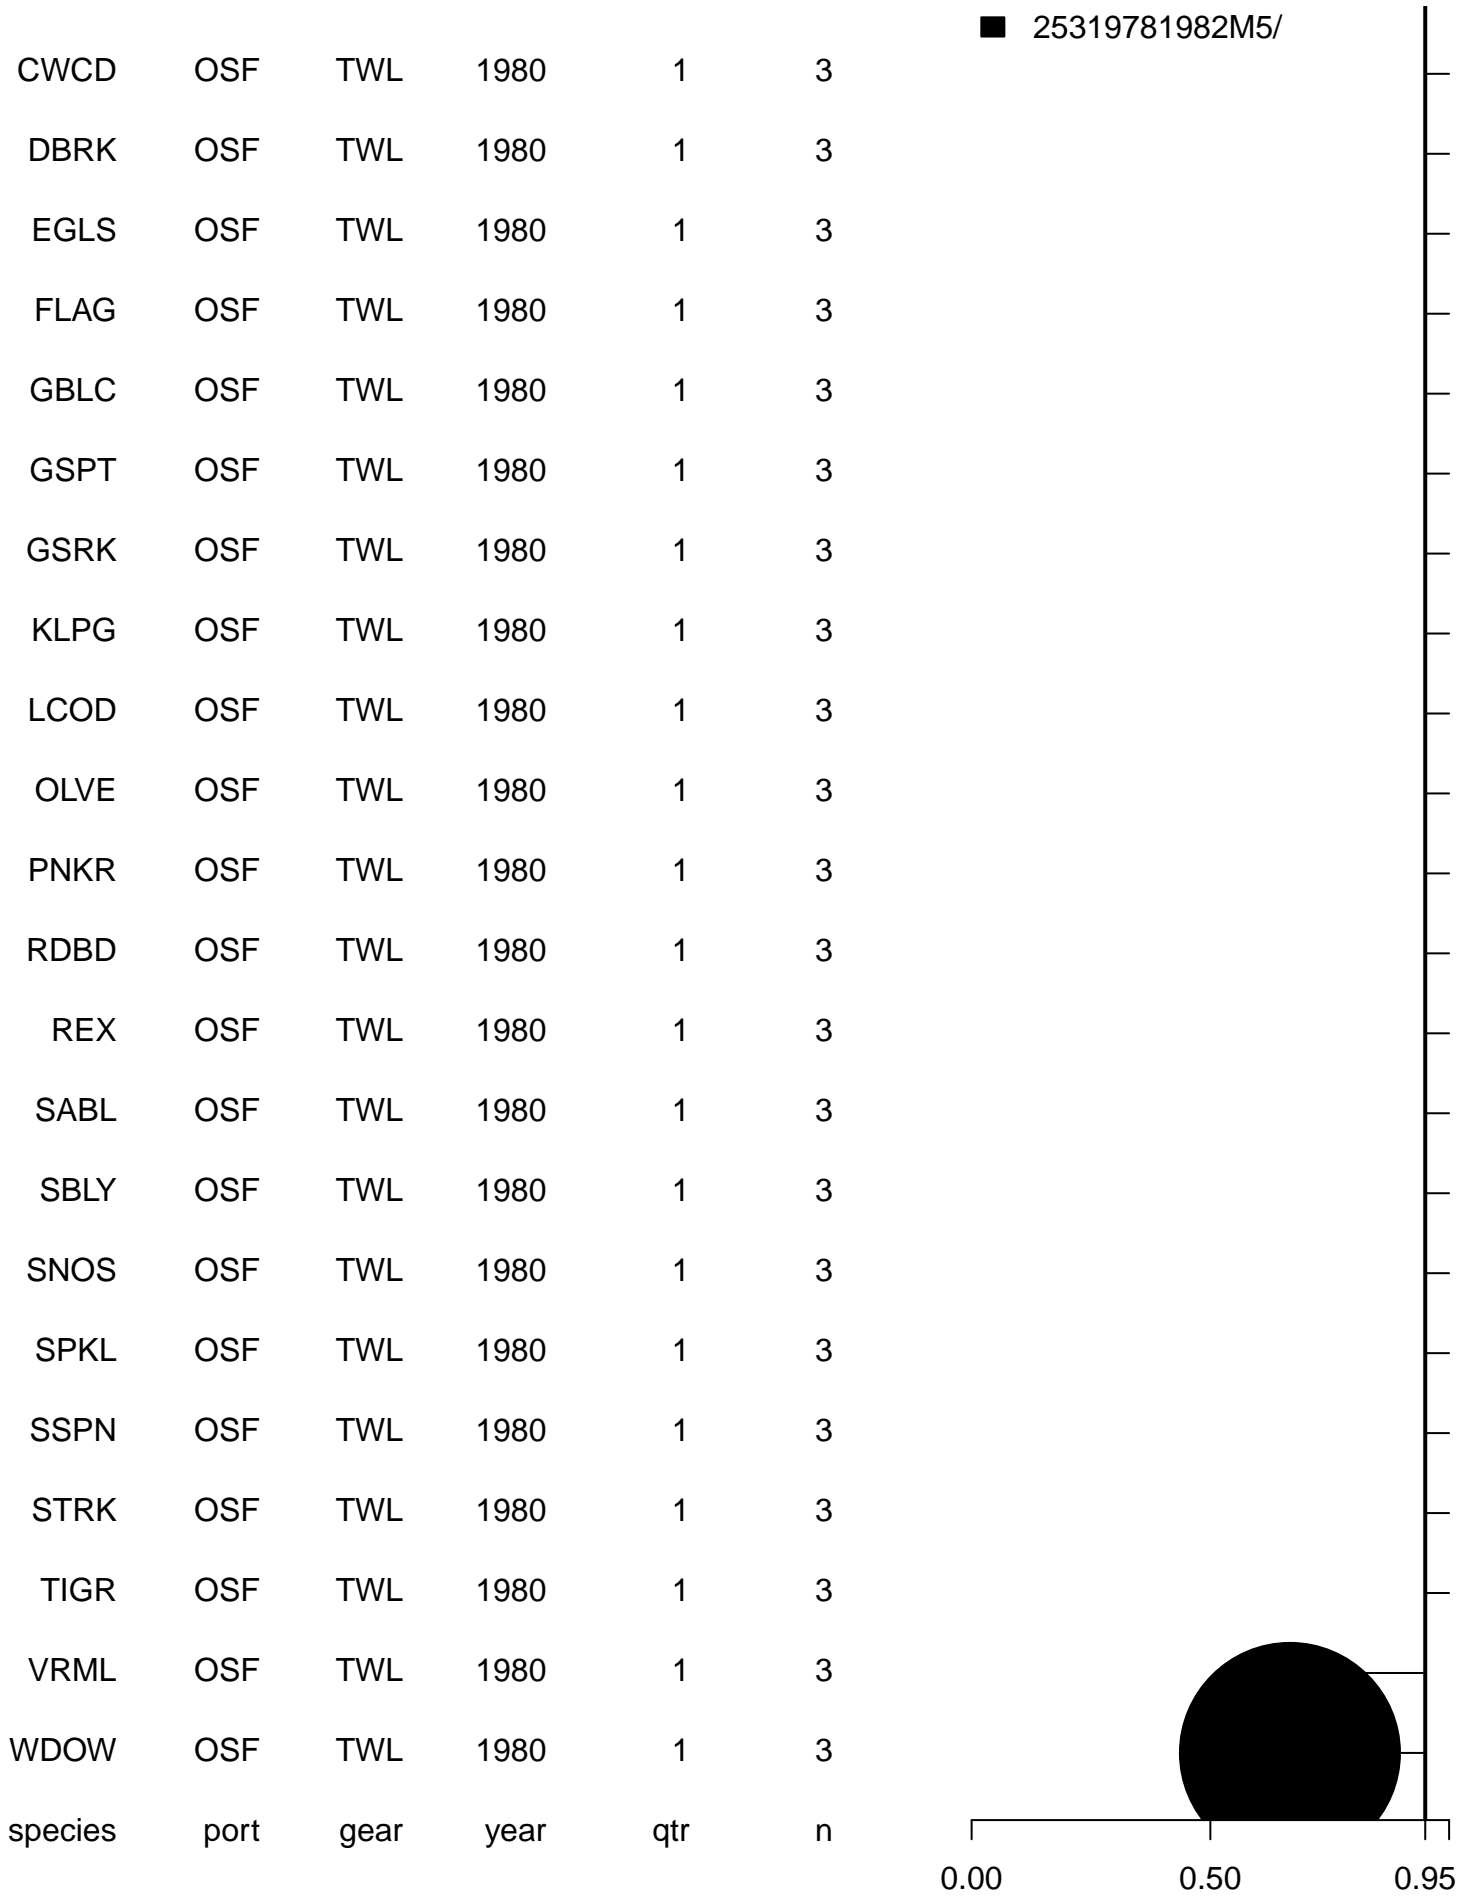 25319781982M5/
CWCD OSF TWL 1980 1 3
DBRK OSF TWL 1980 1 3
EGLS OSF TWL 1980 1 3
FLAG OSF TWL 1980 1 3
GBLC OSF TWL 1980 1 3
GSPT OSF TWL 1980 1 3
GSRK OSF TWL 1980 1 3
KLPG OSF TWL 1980 1 3
LCOD OSF TWL 1980 1 3
OLVE OSF TWL 1980 1 3
PNKR OSF TWL 1980 1 3
RDBD OSF TWL 1980 1 3
REX OSF TWL 1980 1 3
SABL OSF TWL 1980 1 3
SBLY OSF TWL 1980 1 3
SNOS OSF TWL 1980 1 3
SPKL OSF TWL 1980 1 3
SSPN OSF TWL 1980 1 3
STRK OSF TWL 1980 1 3
TIGR OSF TWL 1980 1 3
VRML OSF TWL 1980 1 3
WDOW OSF TWL 1980 1 3
species port gear year qtr n
0.00 0.50 0.95